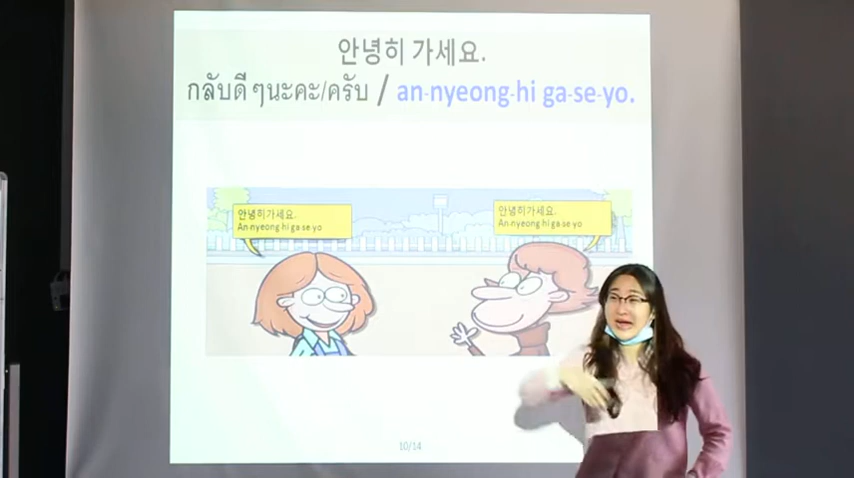 안녕히 가세요.
กลับดีๆนะคะ/ครับ / an-nyeong-hi ga-se-yo.
안녕히가세요.
An-nyeong hi ga se yo
안녕히가세요.
An-nyeong hi ga se yo
10/14